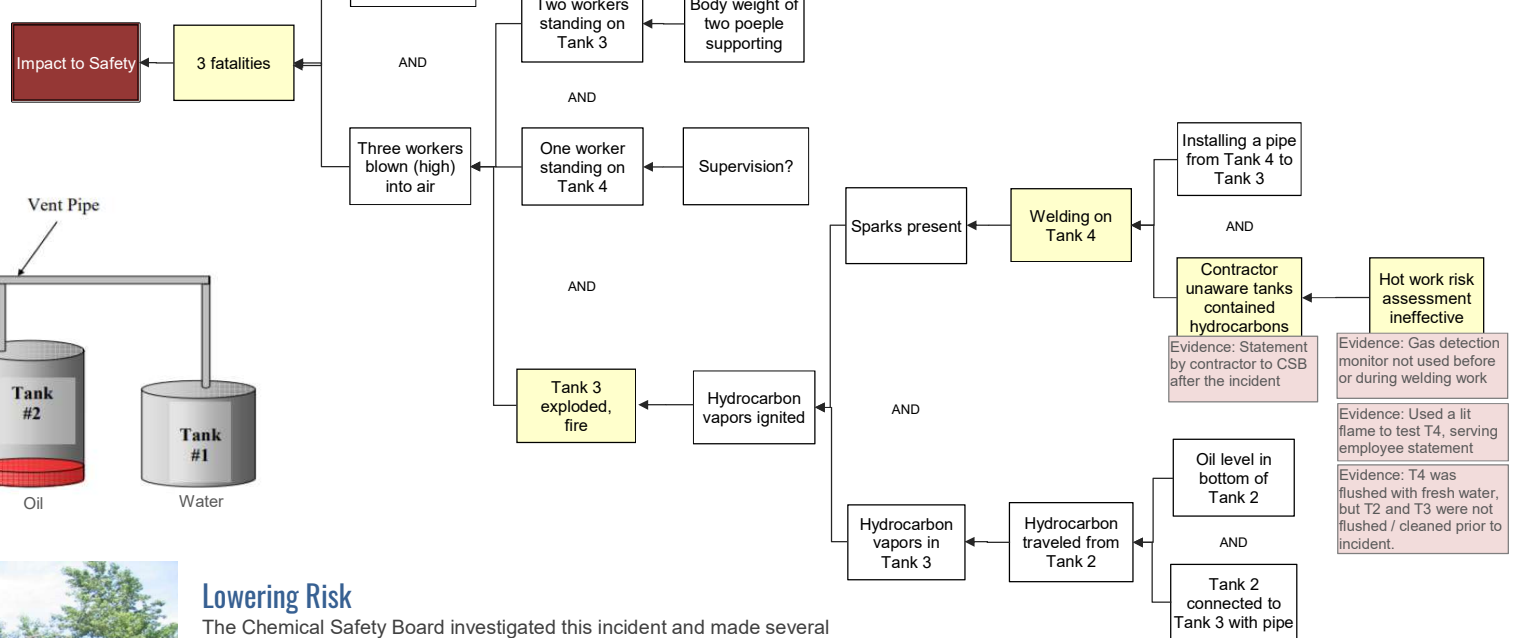 Two workers
standing on
Tank 3
Body weight of
two poeple
supporting
Impact to Safety
3 fatalities
AND
AND
Three workers
blown (high)
into air
One worker
standing on
Tank 4
Supervision?
Installing a pipe
from Tank 4 to
Tank 3
Vent Pipe
Sparks present
Welding on
Tank 4
AND
AND
Contractor
unaware tanks
contained
hydrocarbons
Hot work risk
assessment
ineffective
Evidence: Statement
by contractor to CSB
after the incident
Evidence: Gas detection
monitor not used before
or during welding work
Tank
#2
Tank
#1
Tank 3
exploded,
fire
Hydrocarbon
vapors ignited
AND
Evidence: Used a lit
flame to test T4, serving
employee statement
Oil
Water
Oil level in
bottom of
Tank 2
Evidence: T4 was
flushed with fresh water,
but T2 and T3 were not
flushed / cleaned prior to
incident.
Hydrocarbon
vapors in
Tank 3
Hydrocarbon
traveled from
Tank 2
AND
Tank 2
connected to
Tank 3 with pipe
Lowering Risk
The Chemical Safety Board investigated this incident and made several